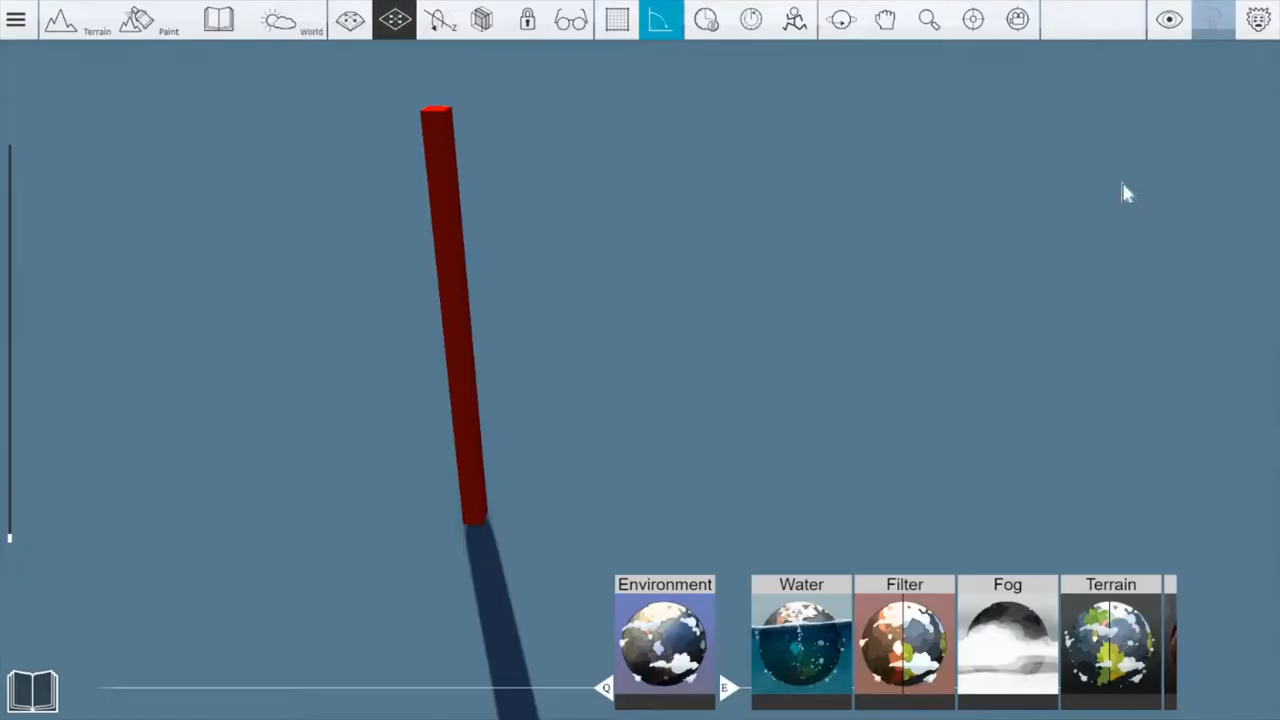 Terrain
Paint
World
Environment
Water
Filter
Fog
Terrain
Q
E